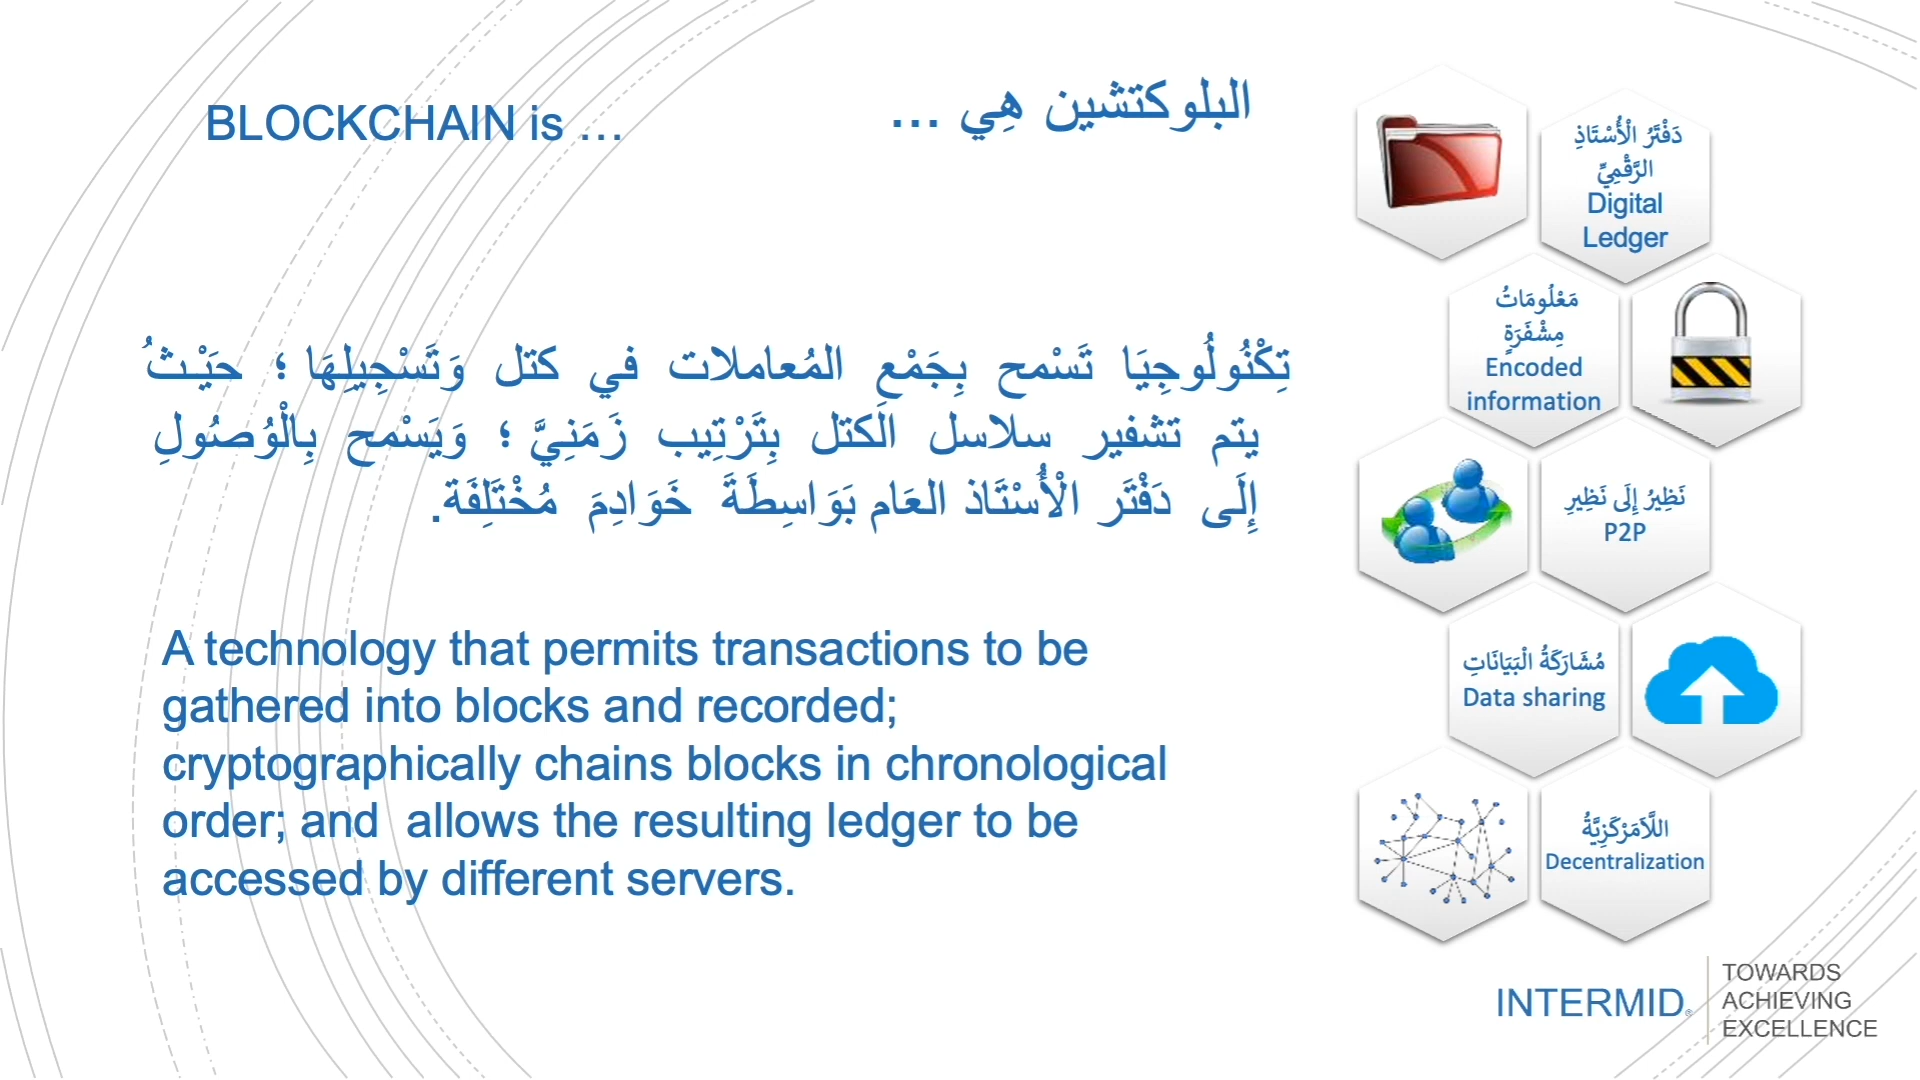 BLOCKCHAIN is …
البلوكتشين هِي …
تِكْنُولُوجِيَا تَسْمح بِجَمْعِ المُعاملات في كتل وَتَسْجِيلِهَا ؛ حَيْثُ
يتم تشفير سلاسل الكتل بِتَرْتِيب زَمَنِيَّ ؛ وَيَسْمح بِالْوُصُولِ
إِلَى دَفْتَر الْأُسْتَاذ العَام بَوَاسِطَةَ خَوَادِمَ مُخْتَلِفَة.
A technology that permits transactions to be
gathered into blocks and recorded;
cryptographically chains blocks in chronological
order; and  allows the resulting ledger to be
accessed by different servers.
دَفْتَرُ الْأُسْتَاذِ
الرَّقْمِيِّ
Digital
Ledger
مَعْلُومَاتُ
مِشْفَرَةٍ
Encoded
information
نَظِيرُ إِلَى نَظِيرِ
P2P
مُشَارَكَةُ الْبَيَانَاتِ
Data sharing
اللَّامَرْكَزِيَّةُ
Decentralization
INTERMID®
TOWARDS
ACHIEVING
EXCELLENCE